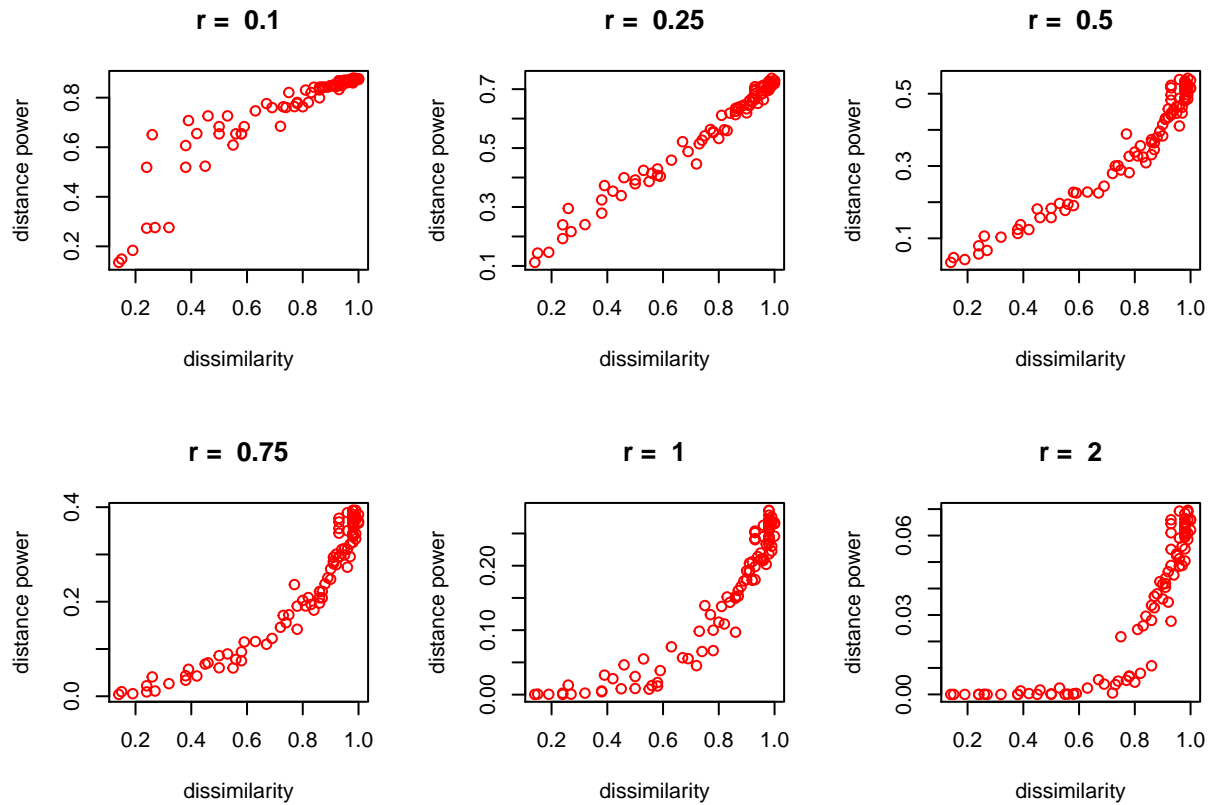 r = 0.1
distance power
0.8
0.6
0.4
0.2
0.2 0.4 0.6 0.8 1.0
dissimilarity
r = 0.25
distance power
0.7
0.5
0.3
0.1
0.2 0.4 0.6 0.8 1.0
dissimilarity
r = 0.5
distance power
0.5
0.3
0.1
0.2 0.4 0.6 0.8 1.0
dissimilarity
r = 0.75
distance power
0.4
0.2
0.0
0.2 0.4 0.6 0.8 1.0
dissimilarity
r = 1
distance power
0.20
0.10
0.00
0.2 0.4 0.6 0.8 1.0
dissimilarity
r = 2
distance power
0.06
0.03
0.00
0.2 0.4 0.6 0.8 1.0
dissimilarity